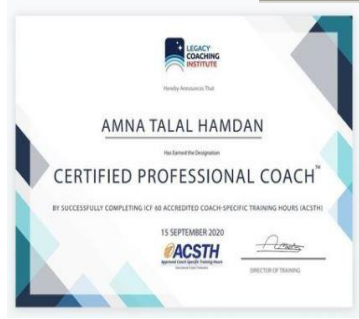 LEGACY
COACHING
INSTITUTE
Hereby Announces That
AMNA TALAL HAMDAN
Has Earned the Designation
CERTIFIED PROFESSIONAL COACH™
BY SUCCESSFULLY COMPLETING ICF 60 ACCREDITED COACH-SPECIFIC TRAINING HOURS (ACSTH)
15 SEPTEMBER 2020
ACSTH
Approved Coach Specific Training Hours
DIRECTOR OF TRAINING